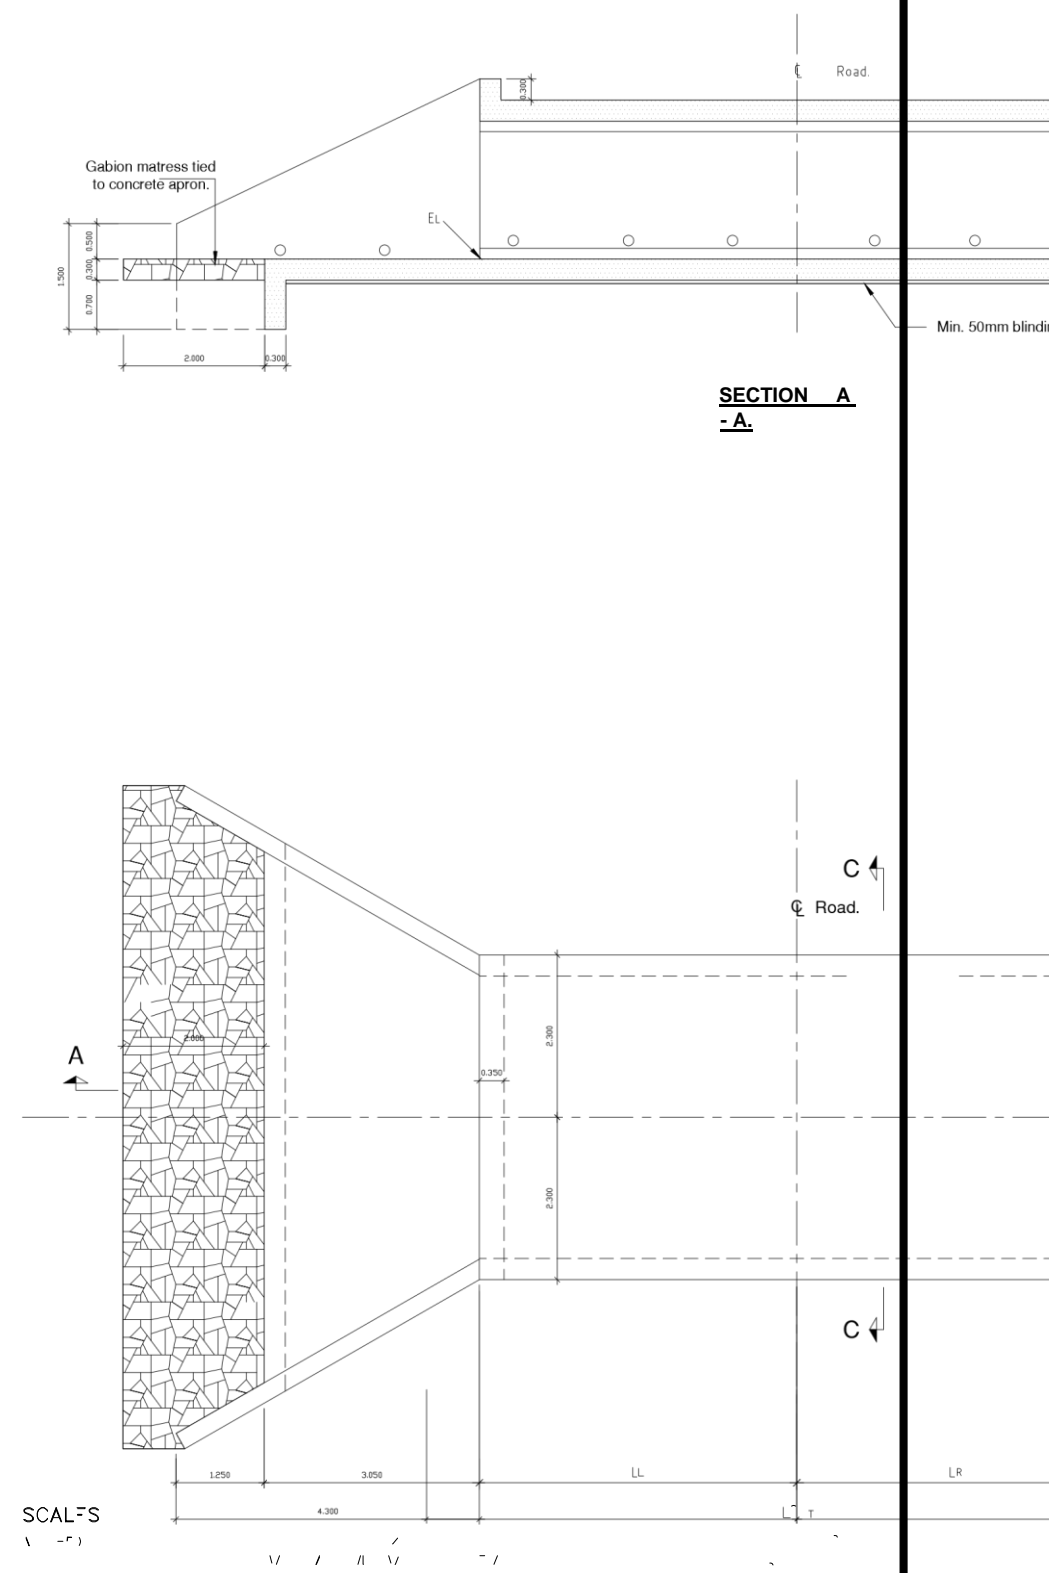 ℄ Road.
0.300
Gabion matress tied
to concrete apron.
EL
0.500
1.500
0.300
0.700
Min. 50mm blindi
2.000
0.300
SECTION A
- A.
C
℄ Road.
2.300
2.000
A
0.350
2.300
C
1.250
3.050
LL
LR
4.300